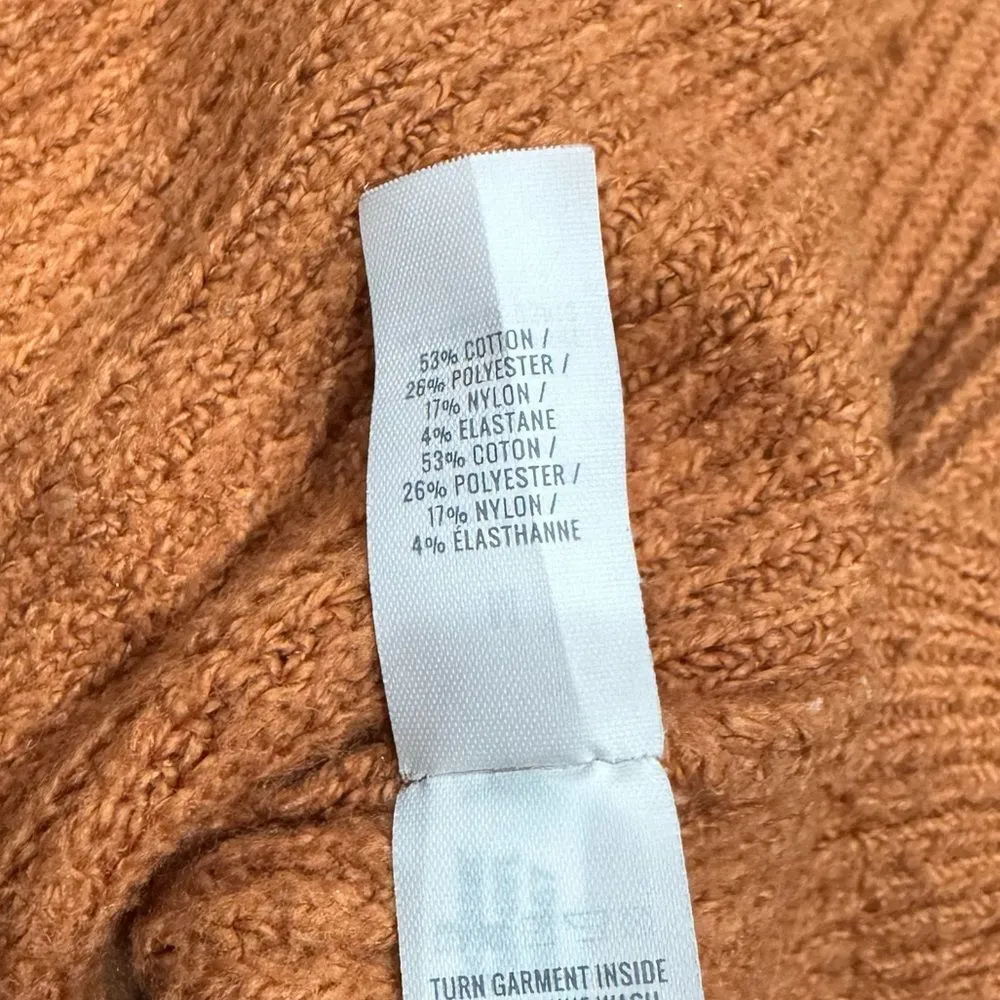 53% COTTON /
26% POLYESTER /
17% NYLON /
4% ELASTANE
53% COTON /
26% POLYESTER /
17% NYLON /
4% ÉLASTHANNE
TURN GARMENT INSIDE
WASH